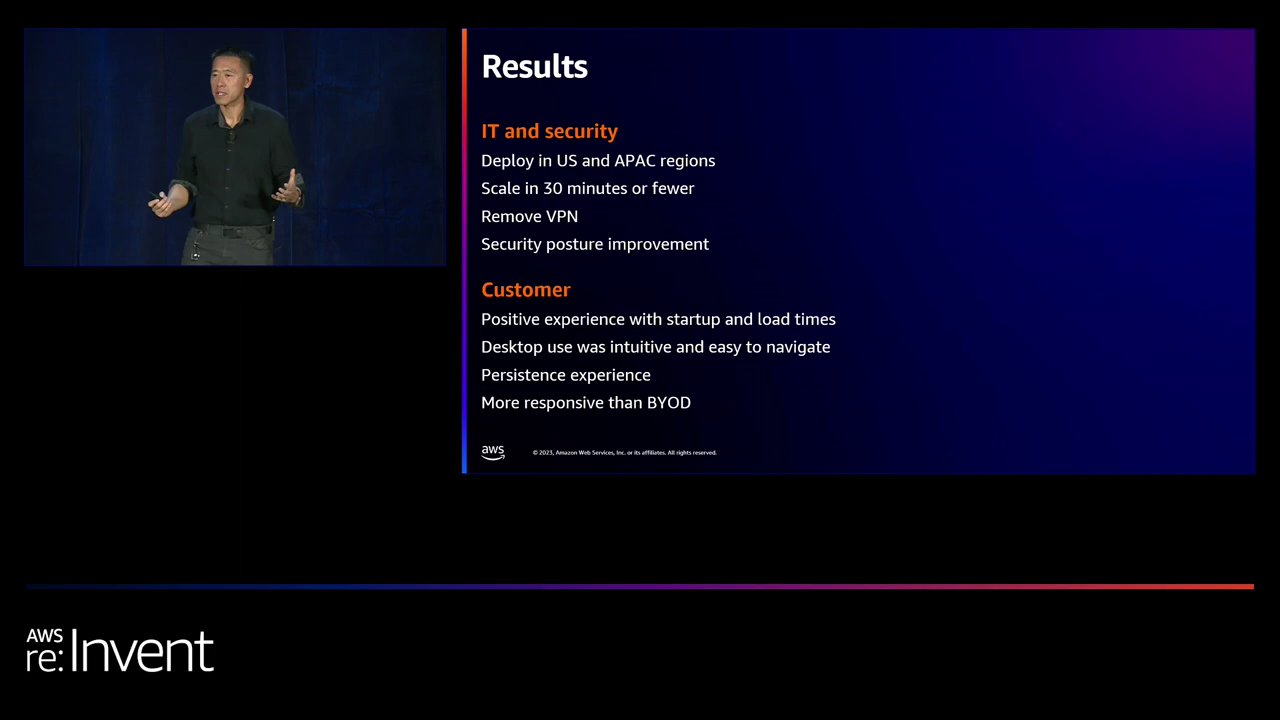 Results
IT and security
Deploy in US and APAC regions
Scale in 30 minutes or fewer
Remove VPN
Security posture improvement
Customer
Positive experience with startup and load times
Desktop use was intuitive and easy to navigate
Persistence experience
More responsive than BYOD
aws
© 2023, Amazon Web Services, Inc. or its affiliates. All rights reserved.
AWS
re:Invent